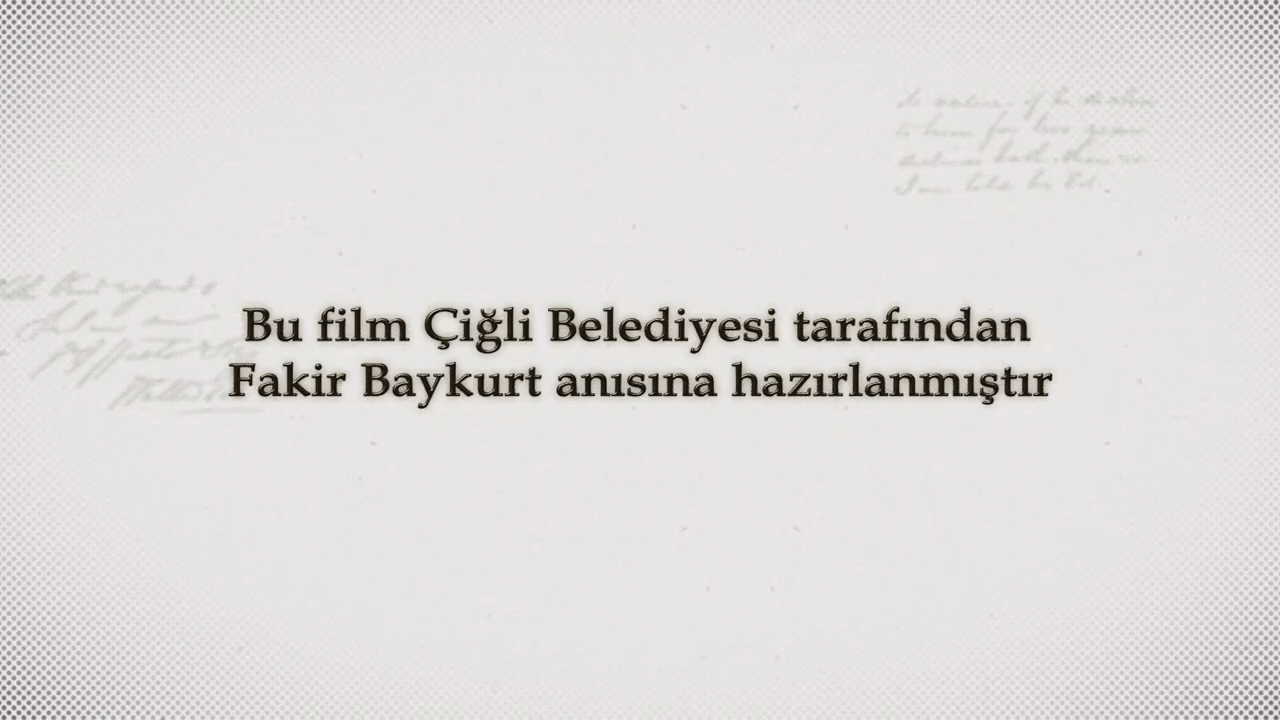 Bu film Çiğli Belediyesi tarafından
Fakir Baykurt anısına hazırlanmıştır